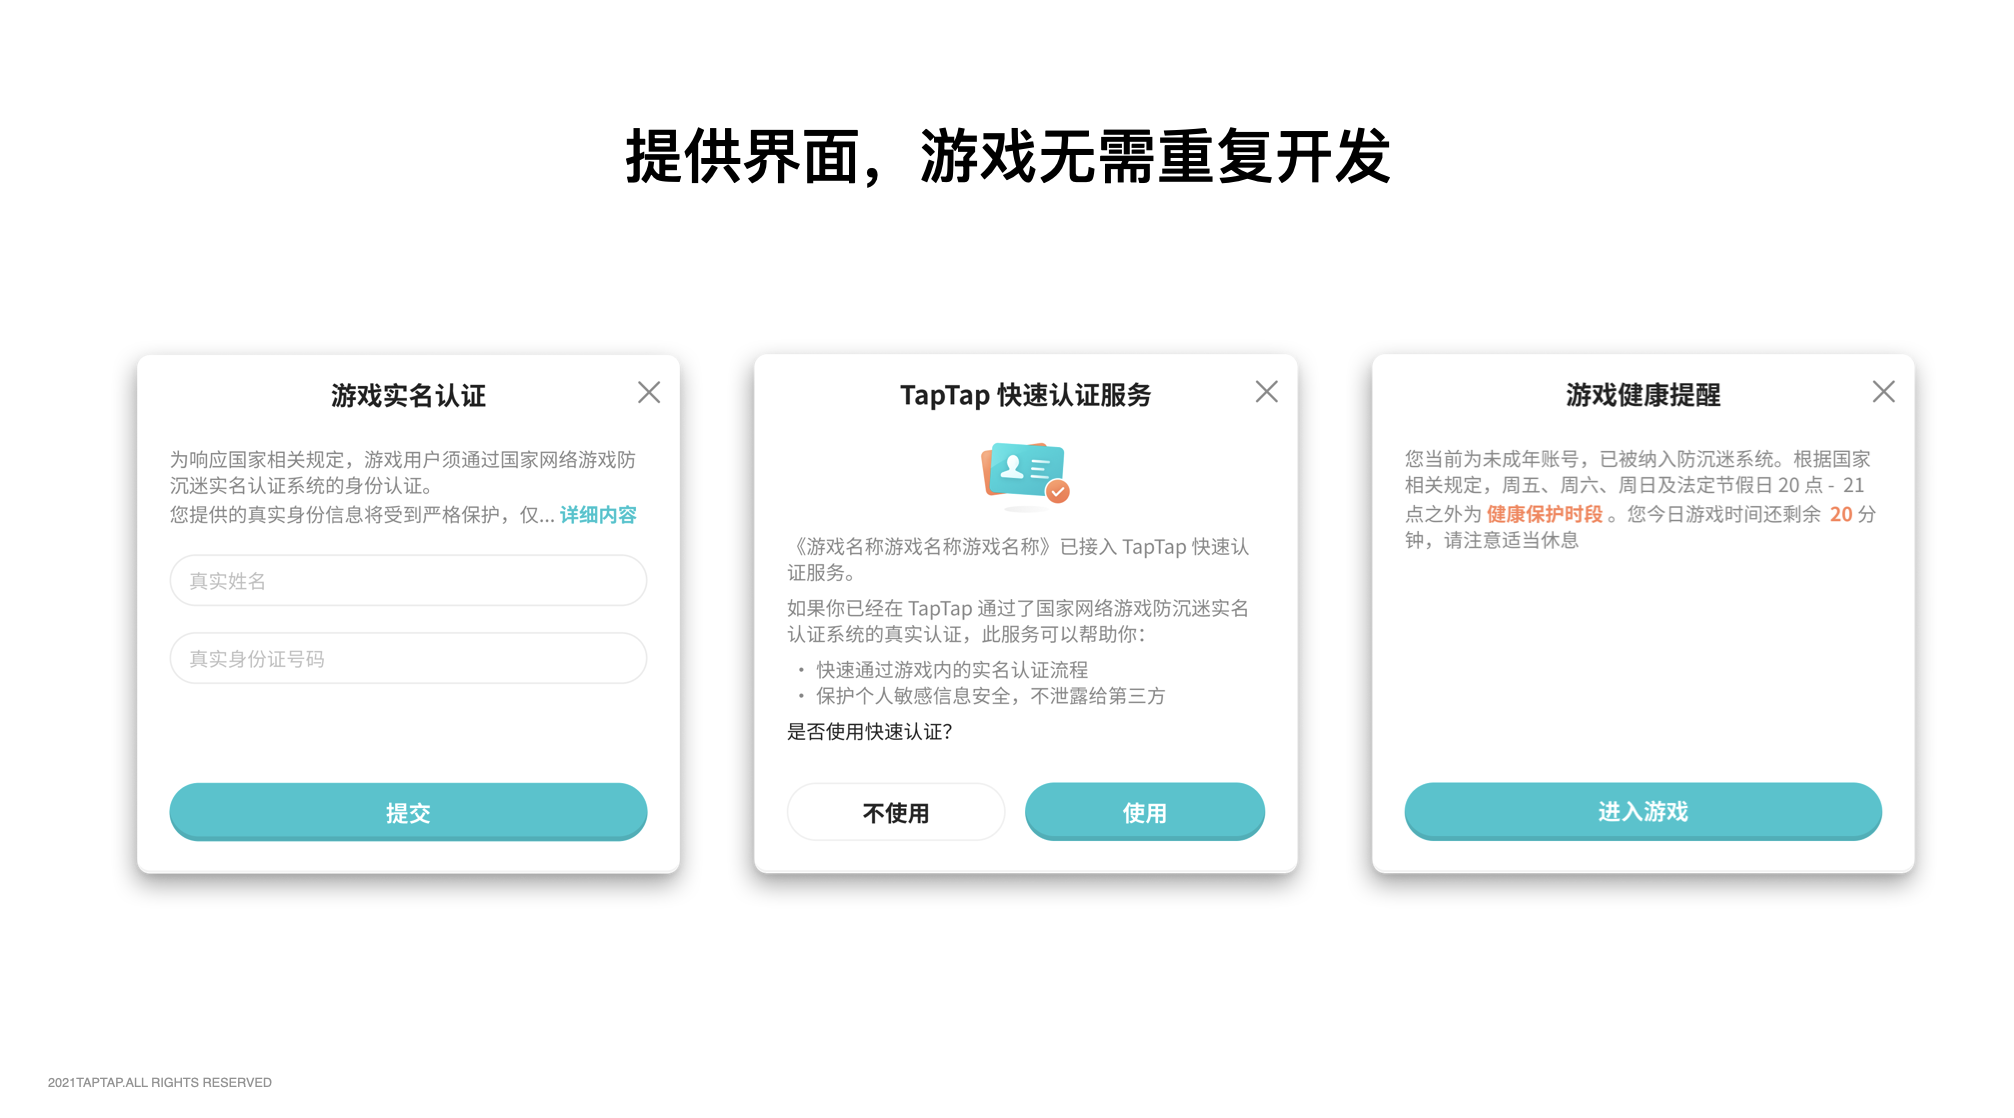 提供界面，游戏无需重复开发
游戏实名认证
为响应国家相关规定，游戏用户须通过国家网络游戏防
沉迷实名认证系统的身份认证。
您提供的真实身份信息将受到严格保护，仅... 详细内容
真实姓名
真实身份证号码
提交
TapTap 快速认证服务
《游戏名称游戏名称游戏名称》已接入 TapTap 快速认
证服务。
如果你已经在 TapTap 通过了国家网络游戏防沉迷实名
认证系统的真实认证，此服务可以帮助你：
• 快速通过游戏内的实名认证流程
• 保护个人敏感信息安全，不泄露给第三方
是否使用快速认证？
不使用
使用
游戏健康提醒
您当前为未成年账号，已被纳入防沉迷系统。根据国家
相关规定，周五、周六、周日及法定节假日 20 点 - 21
点之外为 健康保护时段 。您今日游戏时间还剩余 20 分
钟，请注意适当休息
进入游戏
2021TAPTAP.ALL RIGHTS RESERVED